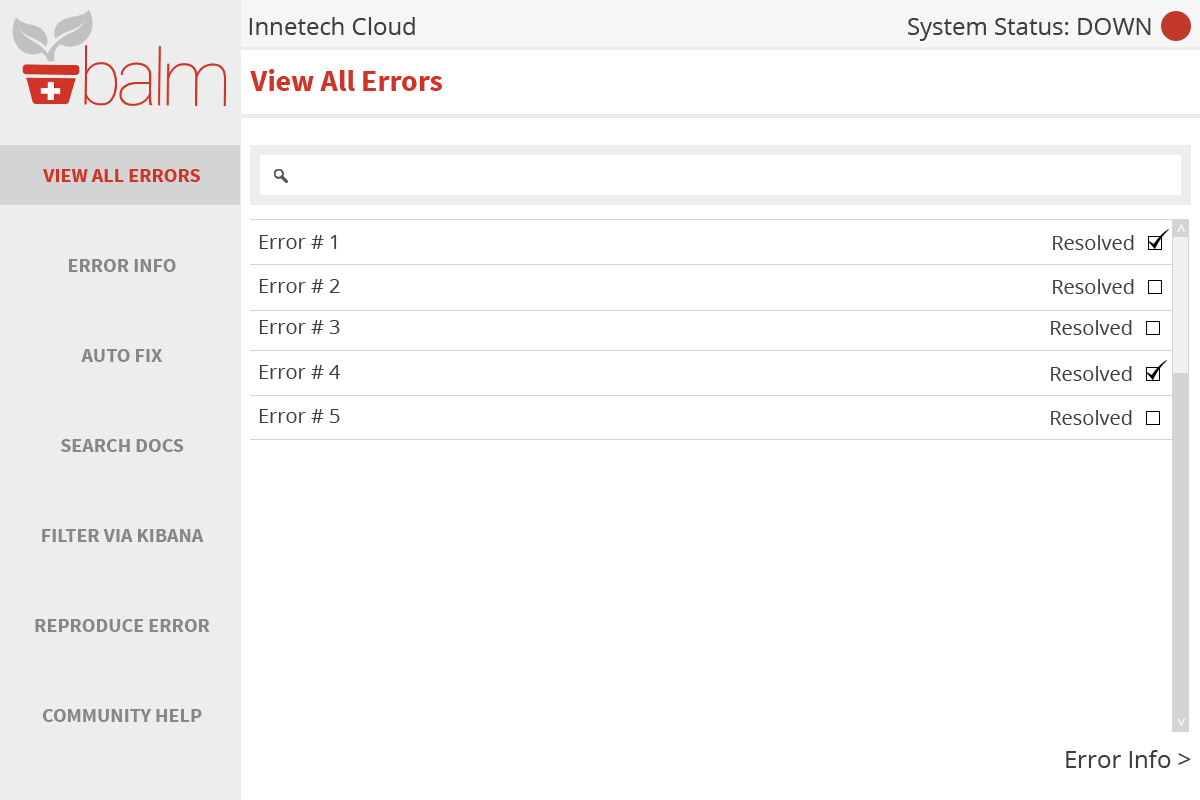 Innetech Cloud
System Status: DOWN
balm
View All Errors
VIEW ALL ERRORS
ERROR INFO
AUTO FIX
SEARCH DOCS
FILTER VIA KIBANA
REPRODUCE ERROR
COMMUNITY HELP
Error # 1 Resolved
Error # 2 Resolved
Error # 3 Resolved
Error # 4 Resolved
Error # 5 Resolved
Error Info >